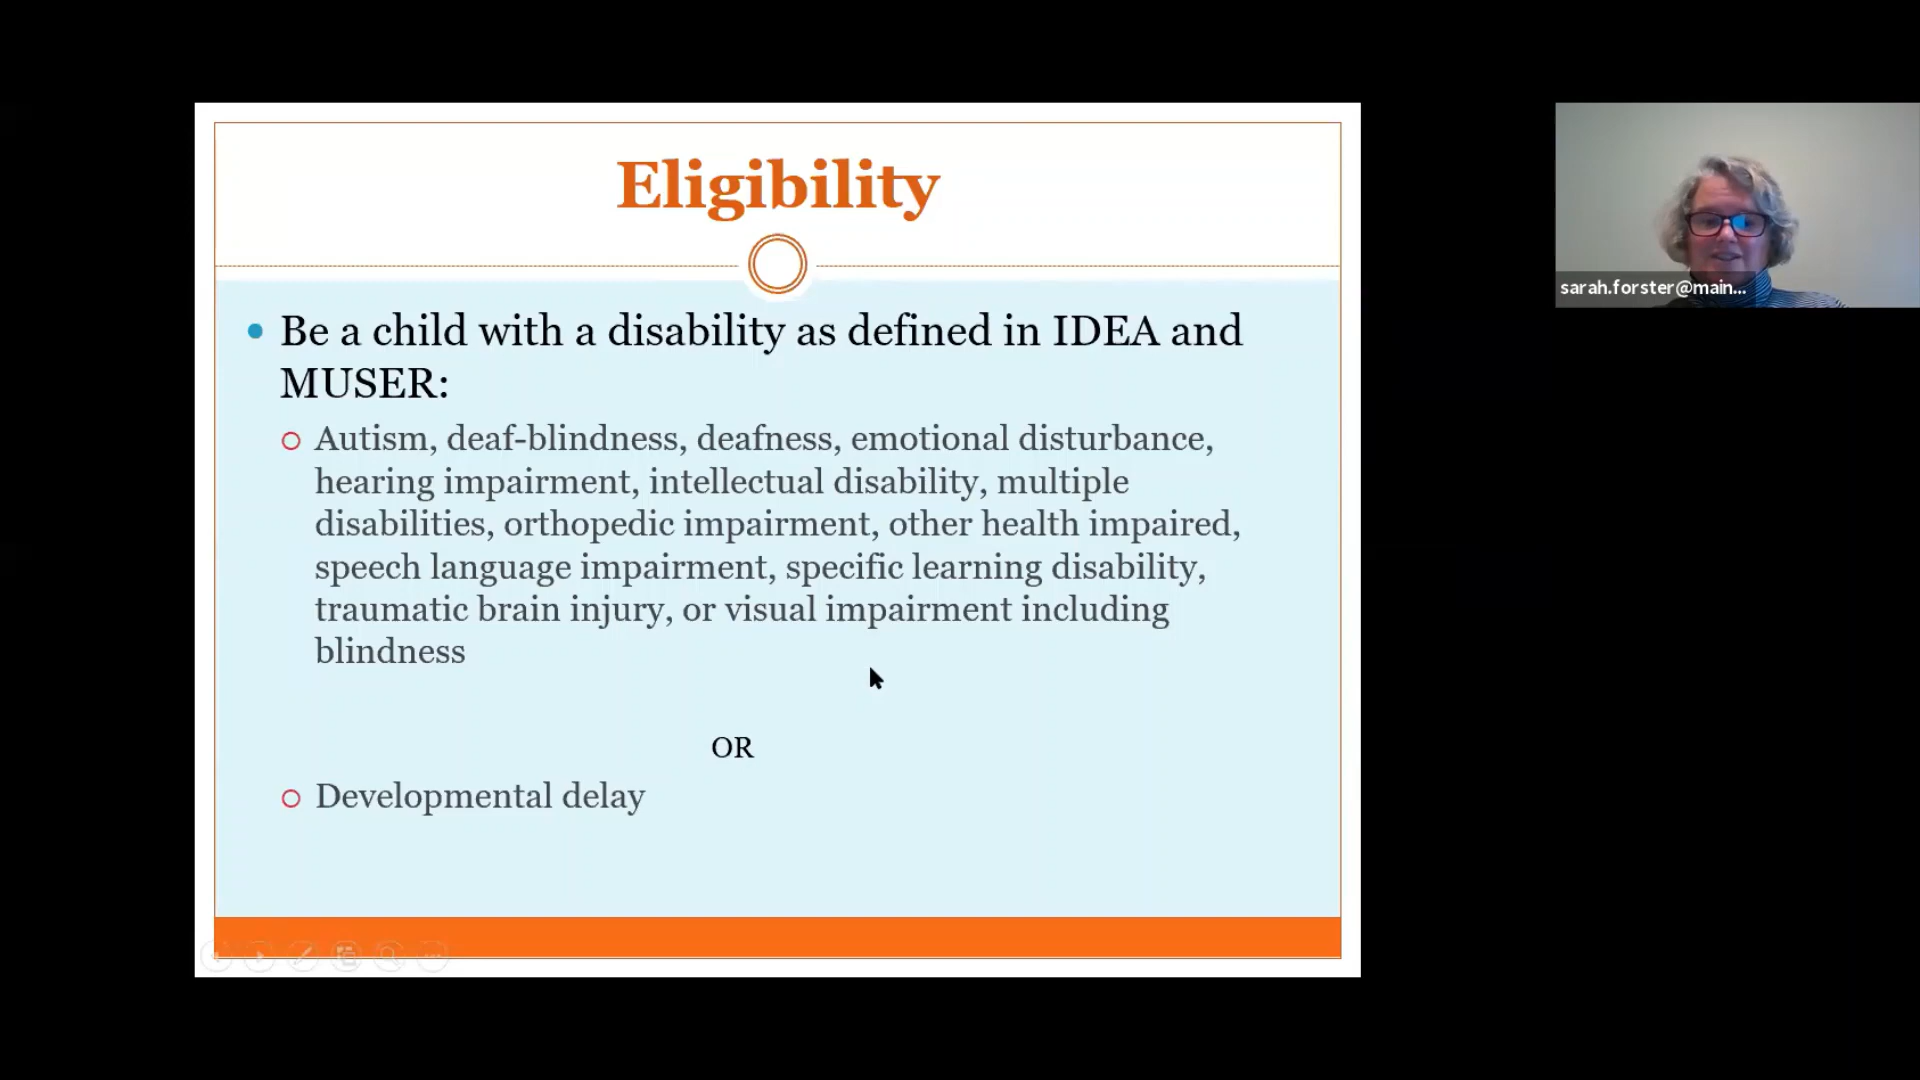 Eligibility
Be a child with a disability as defined in IDEA and
MUSER:
Autism, deaf-blindness, deafness, emotional disturbance,
hearing impairment, intellectual disability, multiple
disabilities, orthopedic impairment, other health impaired,
speech language impairment, specific learning disability,
traumatic brain injury, or visual impairment including
blindness
OR
Developmental delay
sarah.forster@main...